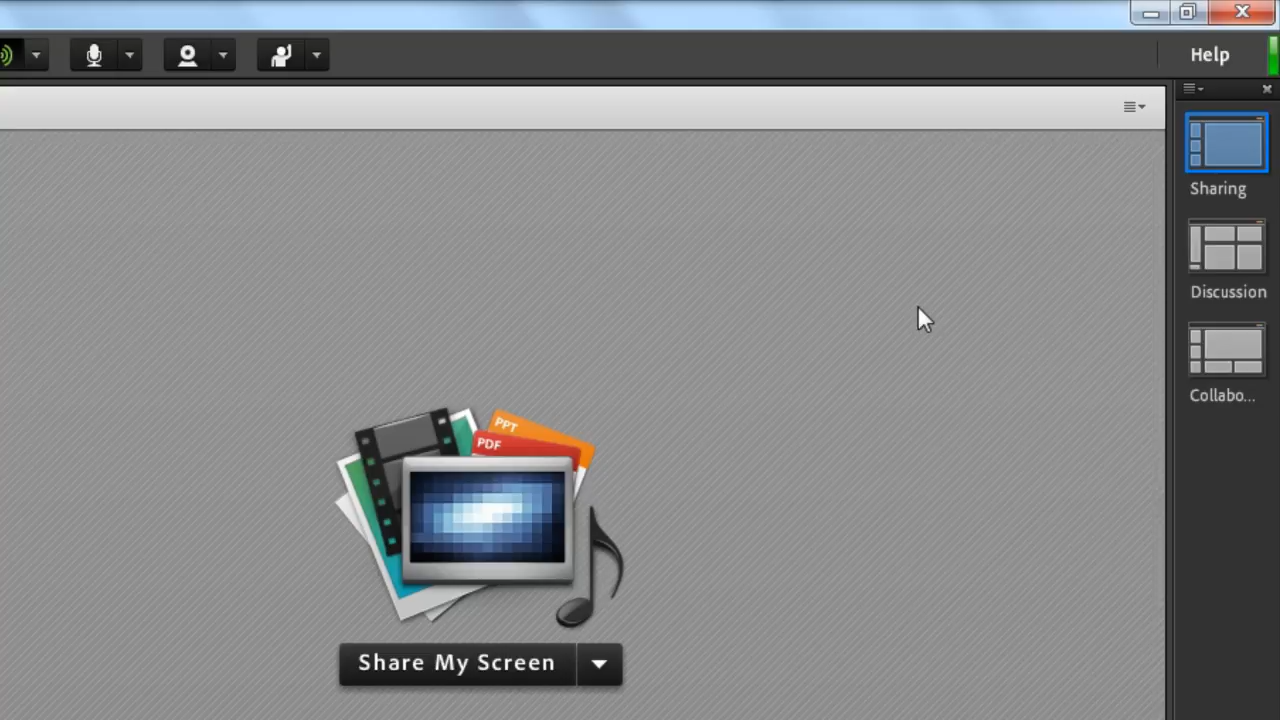 Help
Sharing
Discussion
Collabo...
PPT
PDF
Share My Screen